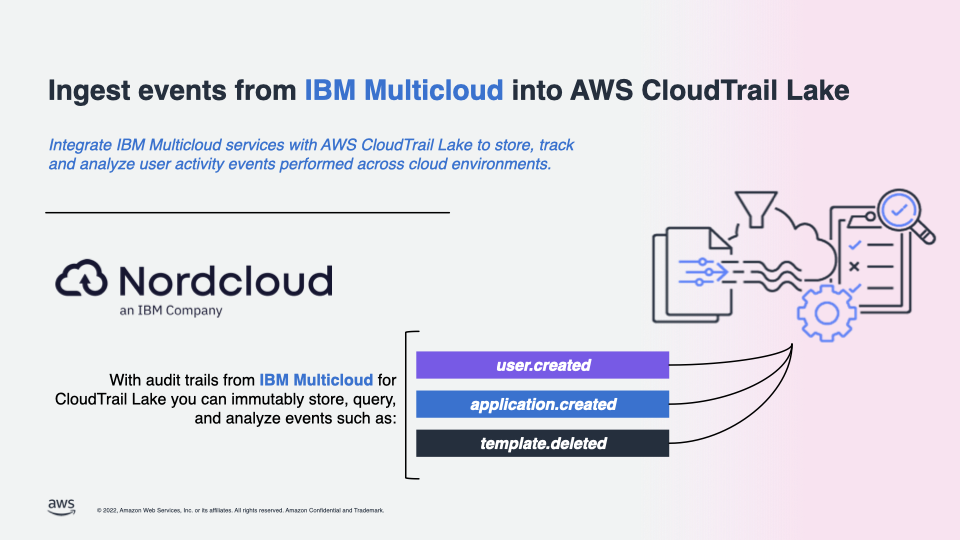 Ingest events from IBM Multicloud into AWS CloudTrail Lake
Integrate IBM Multicloud services with AWS CloudTrail Lake to store, track
and analyze user activity events performed across cloud environments.
Nordcloud
an IBM Company
With audit trails from IBM Multicloud for
CloudTrail Lake you can immutably store, query,
and analyze events such as:
user.created
application.created
template.deleted
aws
© 2022, Amazon Web Services, Inc. or its affiliates. All rights reserved. Amazon Confidential and Trademark.